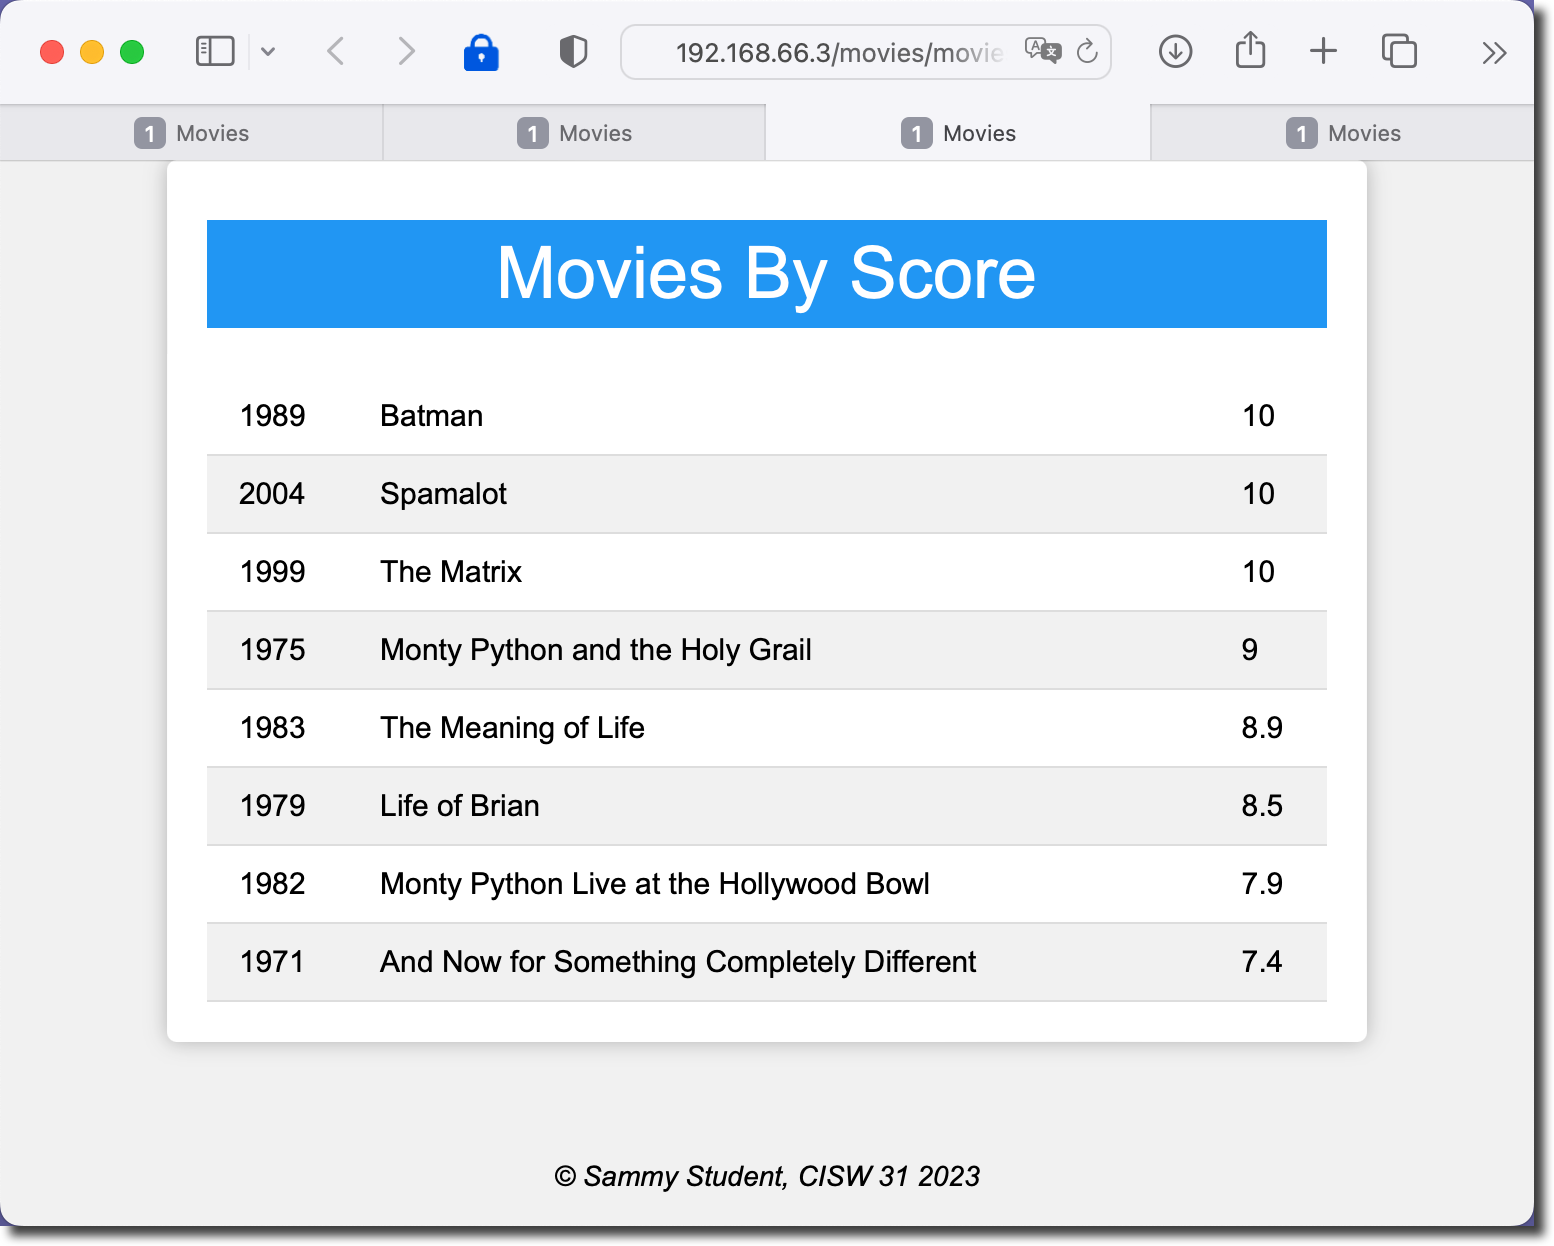 192.168.66.3/movies/movie
1 Movies 1 Movies 1 Movies 1 Movies
Movies By Score
1989 Batman 10
2004 Spamalot 10
1999 The Matrix 10
1975 Monty Python and the Holy Grail 9
1983 The Meaning of Life 8.9
1979 Life of Brian 8.5
1982 Monty Python Live at the Hollywood Bowl 7.9
1971 And Now for Something Completely Different 7.4
© Sammy Student, CISW 31 2023